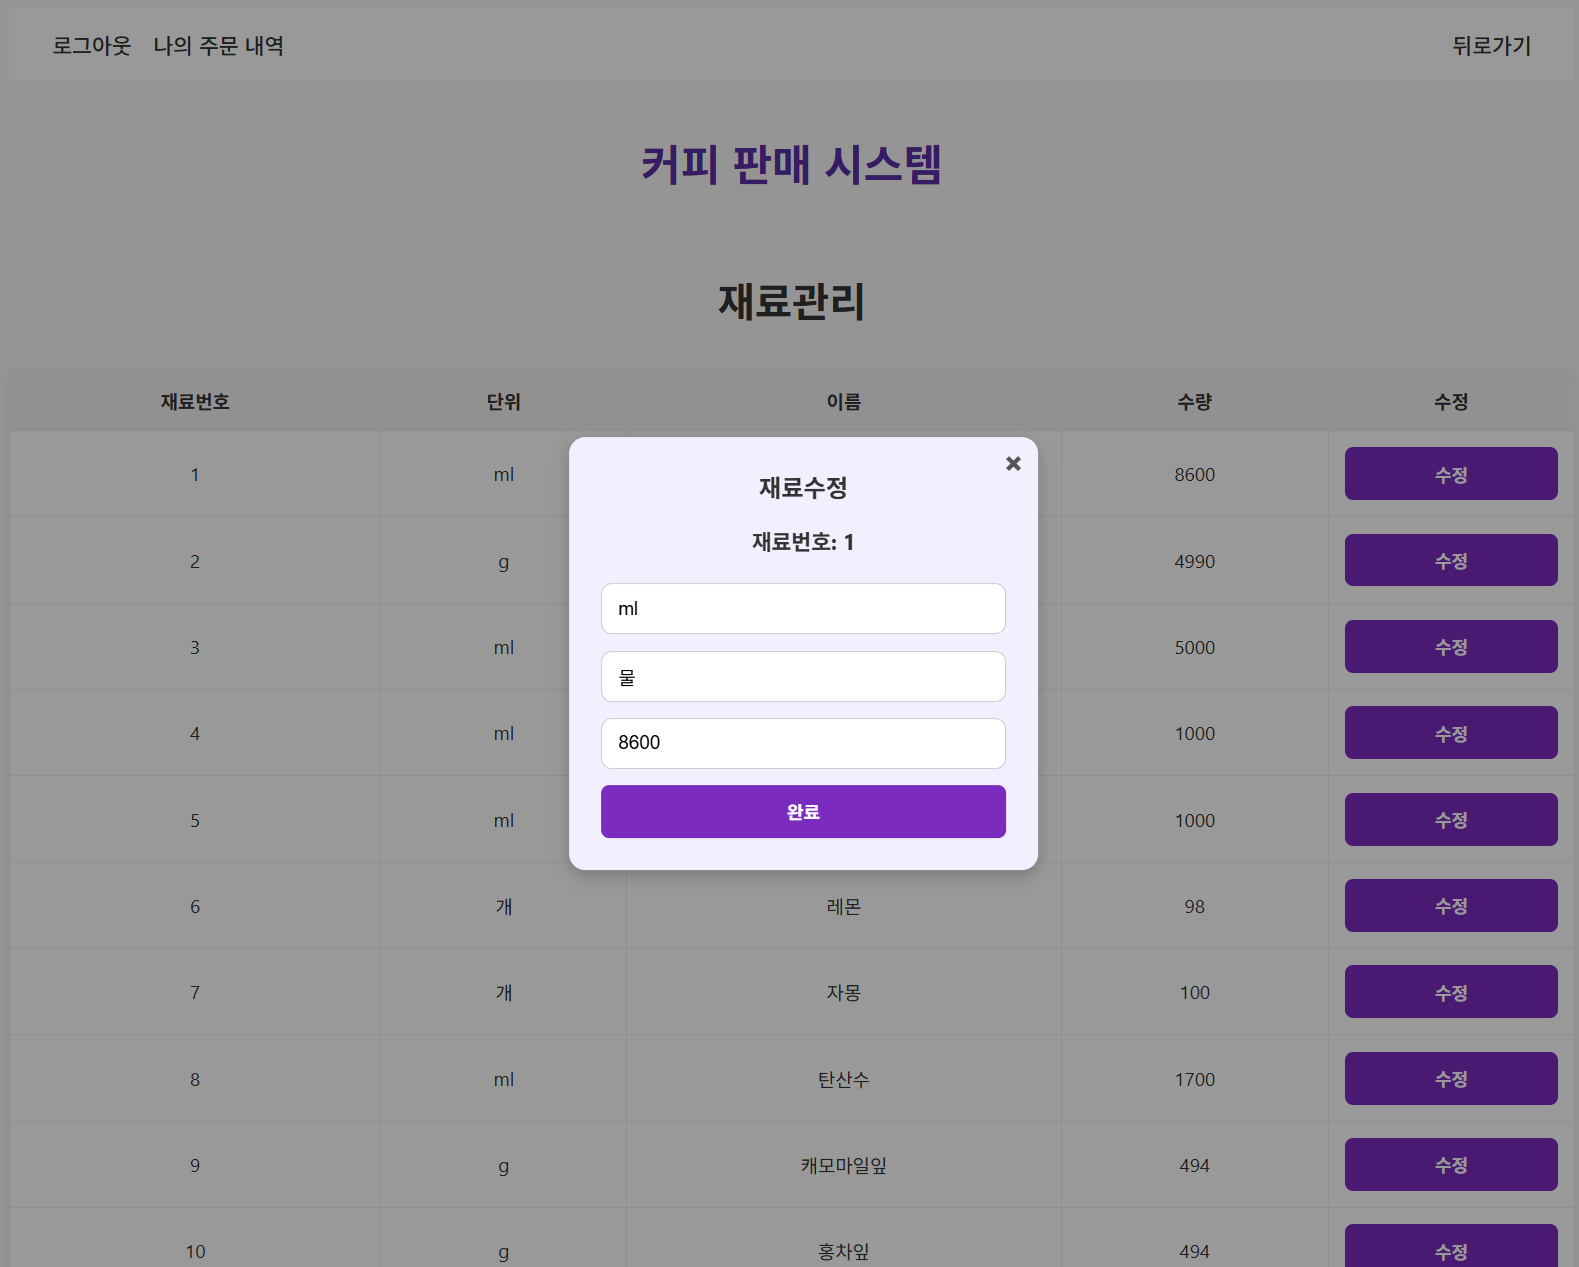 로그아웃 나의 주문 내역 뒤로가기
커피 판매 시스템
재료관리
재료번호 단위 이름 수량 수정
1 ml 8600 수정
2 g 4990 수정
3 ml 5000 수정
4 ml 1000 수정
5 ml 1000 수정
6 개 레몬 98 수정
7 개 자몽 100 수정
8 ml 탄산수 1700 수정
9 g 캐모마일잎 494 수정
10 g 홍차잎 494 수정
✖
재료수정
재료번호: 1
ml
물
8600
완료